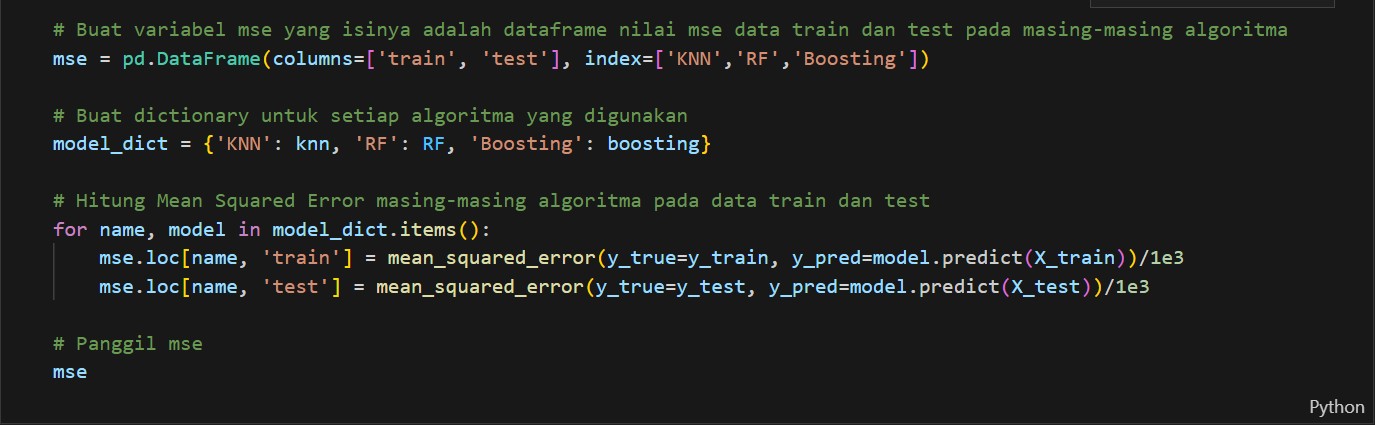 # Buat variabel mse yang isinya adalah dataframe nilai mse data train dan test pada masing-masing algoritma
mse = pd.DataFrame(columns=['train', 'test'], index=['KNN','RF','Boosting'])
# Buat dictionary untuk setiap algoritma yang digunakan
model_dict = {'KNN': knn, 'RF': RF, 'Boosting': boosting}
# Hitung Mean Squared Error masing-masing algoritma pada data train dan test
for name, model in model_dict.items():
    mse.loc[name, 'train'] = mean_squared_error(y_true=y_train, y_pred=model.predict(X_train))/1e3
    mse.loc[name, 'test'] = mean_squared_error(y_true=y_test, y_pred=model.predict(X_test))/1e3
# Panggil mse
mse
Python